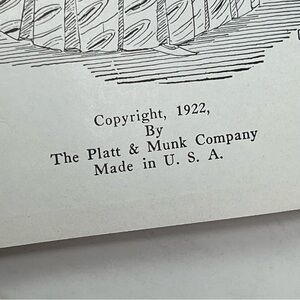 Copyright, 1922,
By
The Platt & Munk Company
Made in U. S. A.